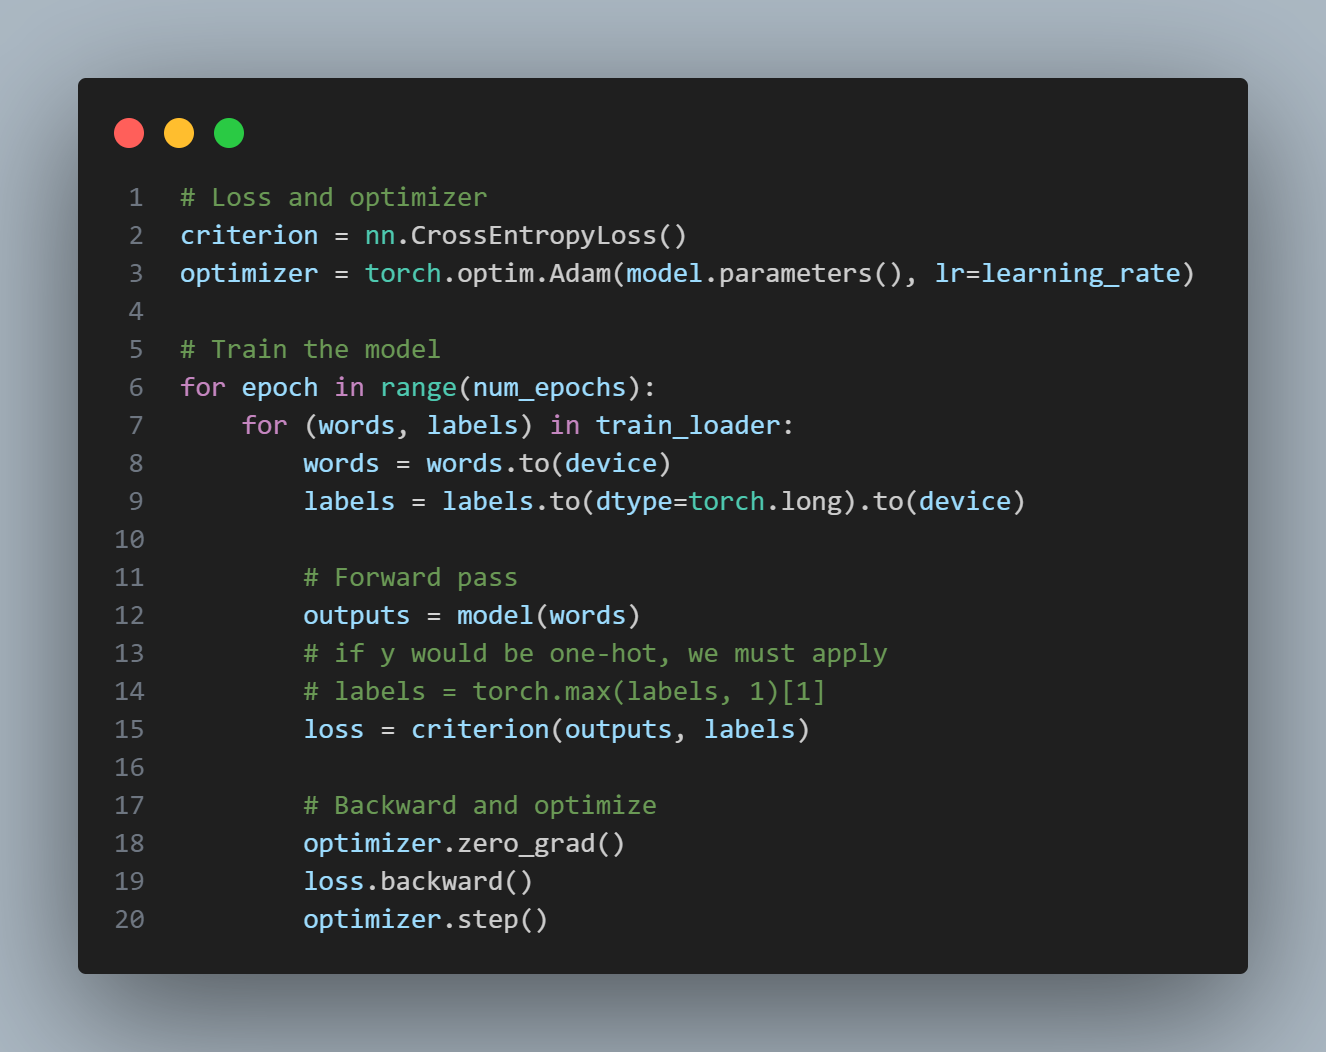 1 # Loss and optimizer
2 criterion = nn.CrossEntropyLoss()
3 optimizer = torch.optim.Adam(model.parameters(), lr=learning_rate)
4
5 # Train the model
6 for epoch in range(num_epochs):
7     for (words, labels) in train_loader:
8         words = words.to(device)
9         labels = labels.to(dtype=torch.long).to(device)
10
11         # Forward pass
12         outputs = model(words)
13         # if y would be one-hot, we must apply
14         # labels = torch.max(labels, 1)[1]
15         loss = criterion(outputs, labels)
16
17         # Backward and optimize
18         optimizer.zero_grad()
19         loss.backward()
20         optimizer.step()